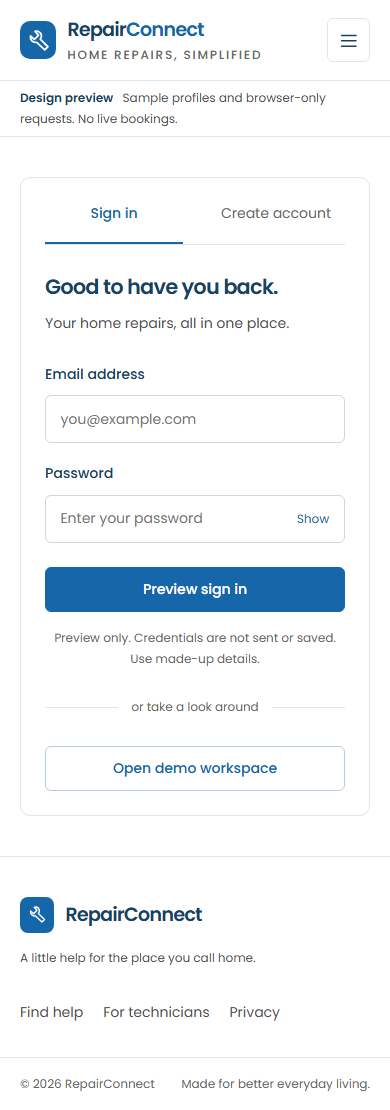 RepairConnect
HOME REPAIRS, SIMPLIFIED
Design preview Sample profiles and browser-only
requests. No live bookings.
Sign in Create account
Good to have you back.
Your home repairs, all in one place.
Email address
you@example.com
Password
Enter your password Show
Preview sign in
Preview only. Credentials are not sent or saved.
Use made-up details.
or take a look around
Open demo workspace
RepairConnect
A little help for the place you call home.
Find help For technicians Privacy
© 2026 RepairConnect Made for better everyday living.